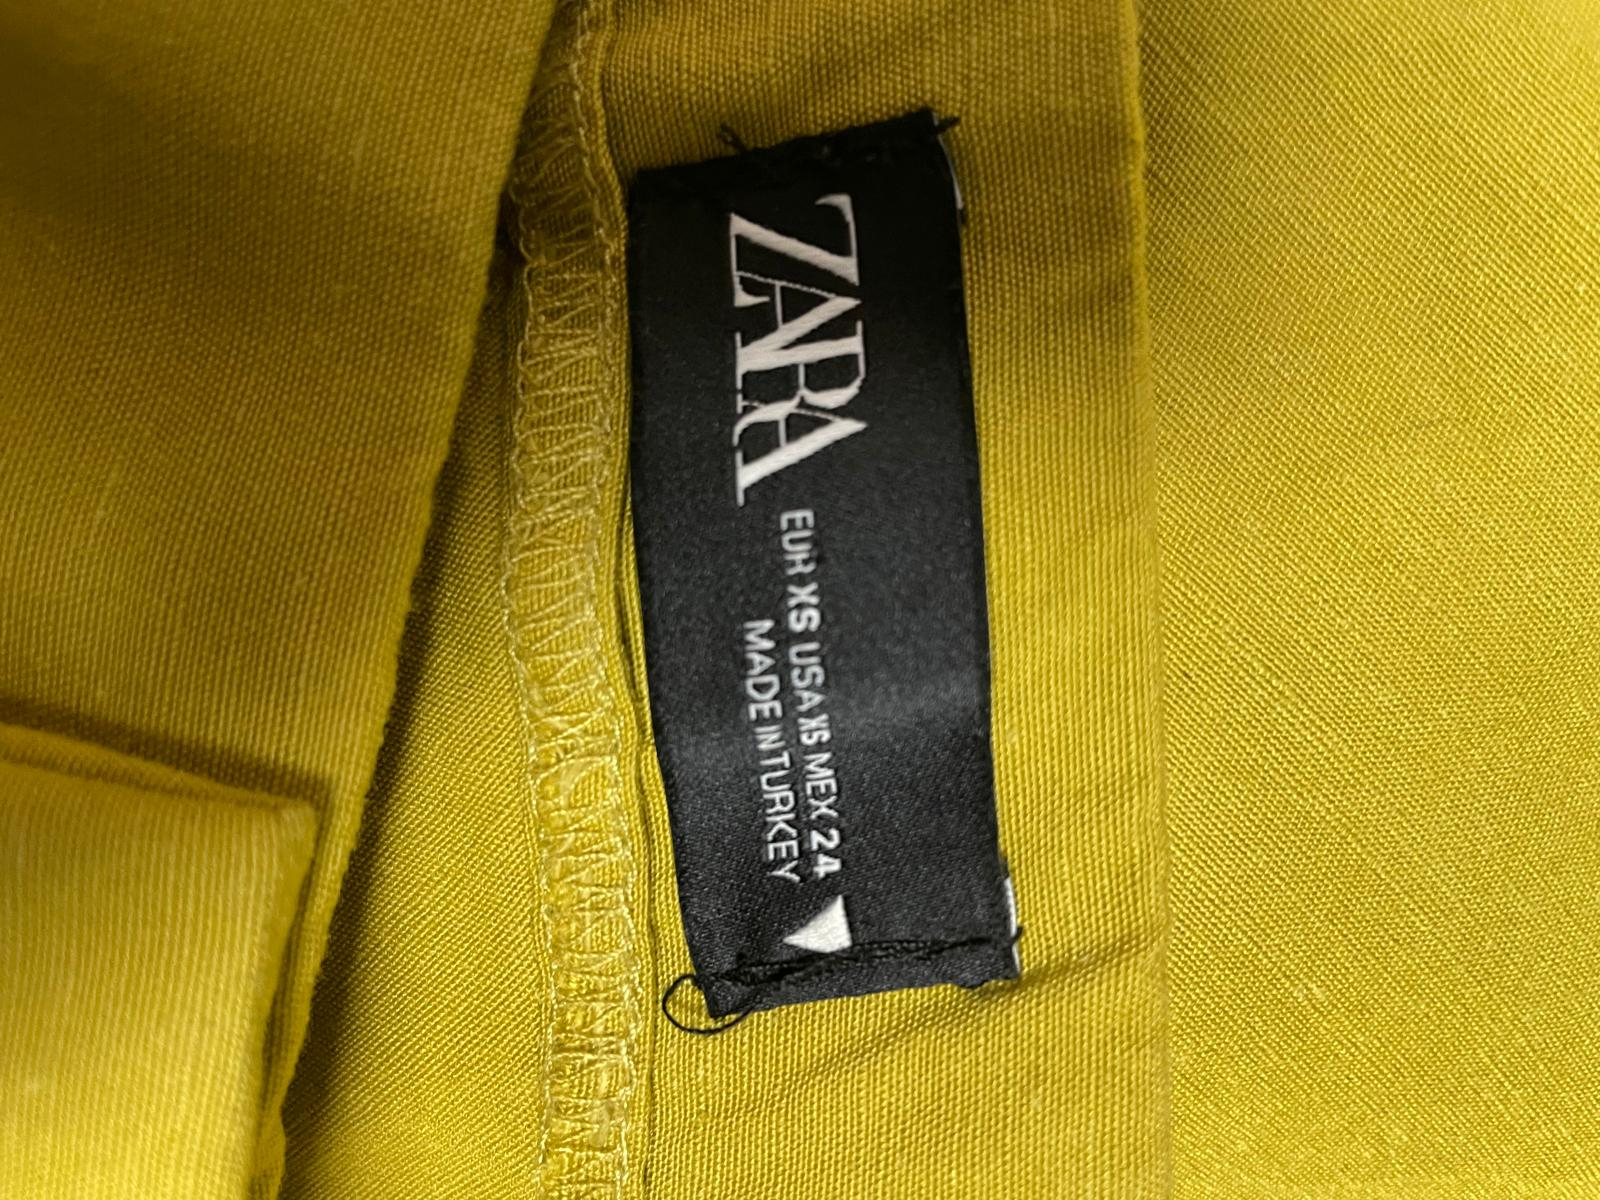 ZARA
EUR XS USA XS MEX 24
MADE IN TURKEY